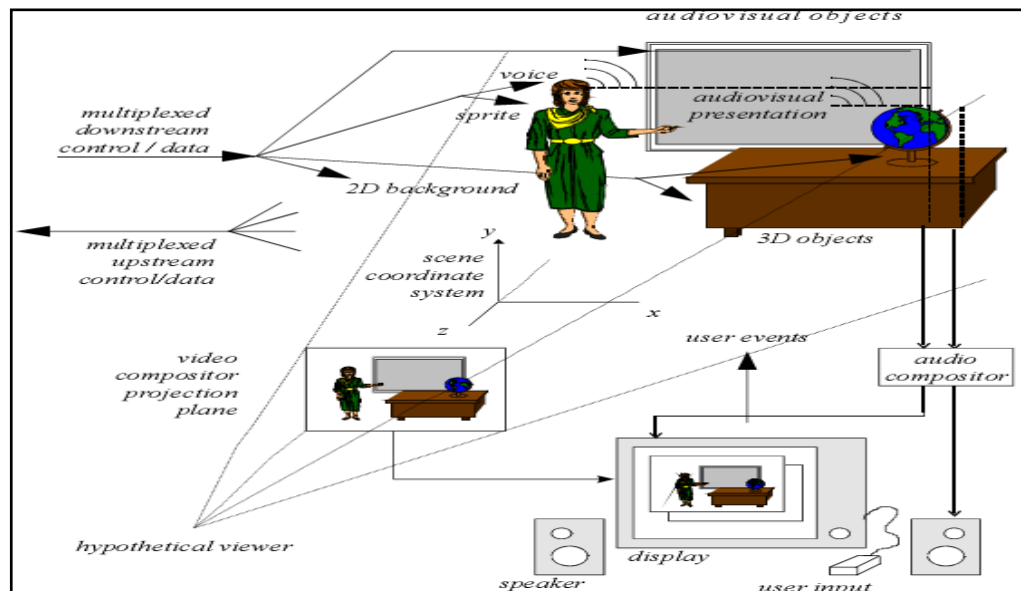 audiovisual objects
voice
sprite
audiovisual
presentation
multiplexed
downstream
control / data
2D background
3D objects
multiplexed
upstream
control/data
y
scene
coordinate
system
x
z
user events
video
compositor
projection
plane
audio
compositor
hypothetical viewer
display
speaker
user input